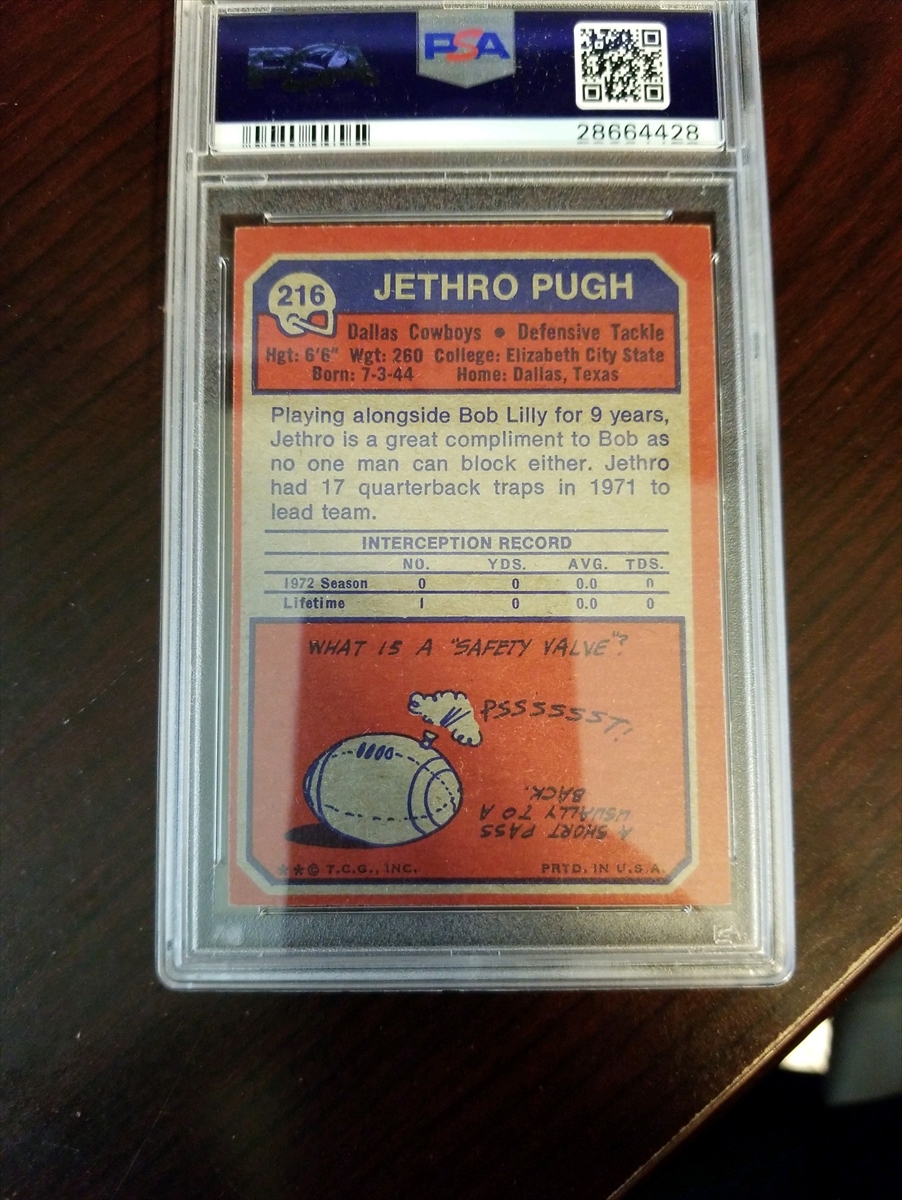 PSA
PSA
28664428
216
JETHRO PUGH
Dallas Cowboys • Defensive Tackle
Hgt: 6'6" Wgt: 260 College: Elizabeth City State
Born: 7-3-44 Home: Dallas, Texas
Playing alongside Bob Lilly for 9 years,
Jethro is a great compliment to Bob as
no one man can block either. Jethro
had 17 quarterback traps in 1971 to
lead team.
INTERCEPTION RECORD
NO. YDS. AVG. TDS.
1972 Season 0 0 0.0 0
Lifetime 1 0 0.0 0
WHAT IS A "SAFETY VALVE"?
PSSSSSST!
A SHORT PASS
USUALLY TO A
BACK.
★★© T.C.G., INC. PRTD. IN U.S.A.